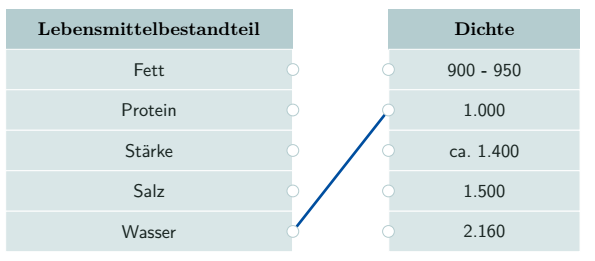 Lebensmittelbestandteil Dichte
Fett 900 - 950
Protein 1.000
Stärke ca. 1.400
Salz 1.500
Wasser 2.160